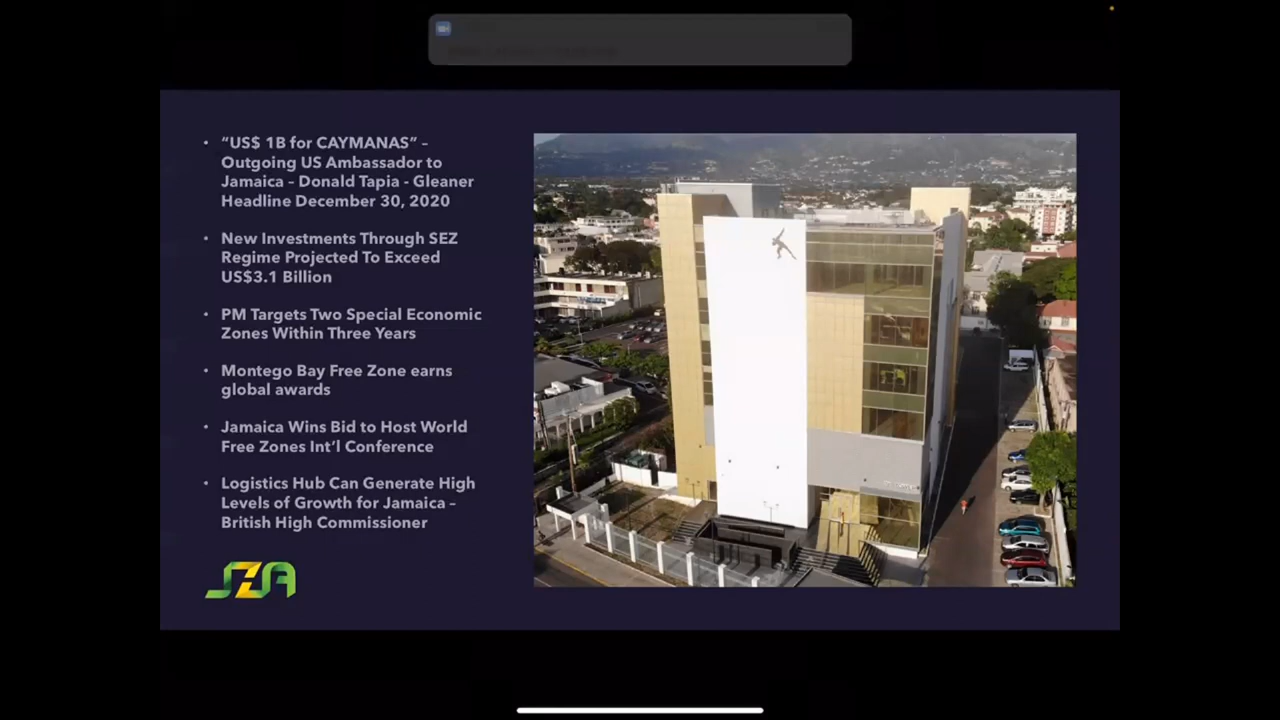 • “US$ 1B for CAYMANAS” –
Outgoing US Ambassador to
Jamaica – Donald Tapia - Gleaner
Headline December 30, 2020
• New Investments Through SEZ
Regime Projected To Exceed
US$3.1 Billion
• PM Targets Two Special Economic
Zones Within Three Years
• Montego Bay Free Zone earns
global awards
• Jamaica Wins Bid to Host World
Free Zones Int’l Conference
• Logistics Hub Can Generate High
Levels of Growth for Jamaica –
British High Commissioner
SZA